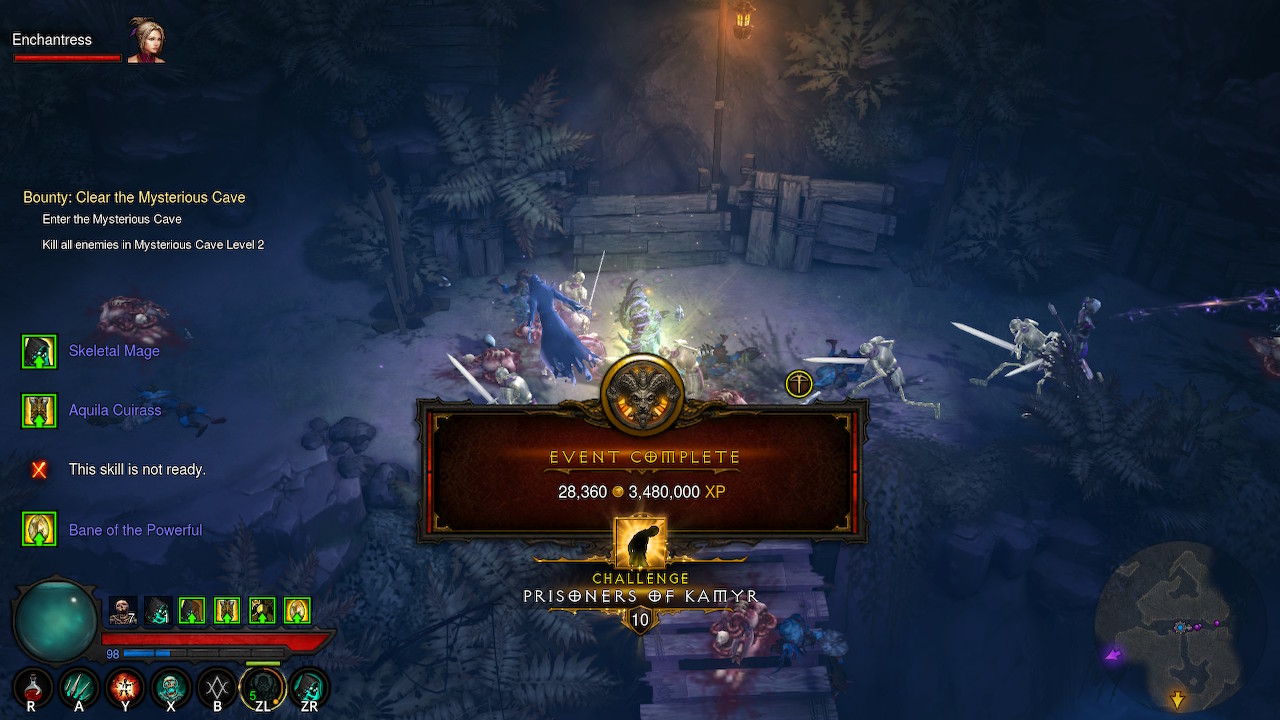 Enchantress
Bounty: Clear the Mysterious Cave
Enter the Mysterious Cave
Kill all enemies in Mysterious Cave Level 2
Skeletal Mage
Aquila Cuirass
This skill is not ready.
Bane of the Powerful
EVENT COMPLETE
28,360 3,480,000 XP
CHALLENGE
PRISONERS OF KAMYR
10
7
98
5
R A Y X B ZL ZR